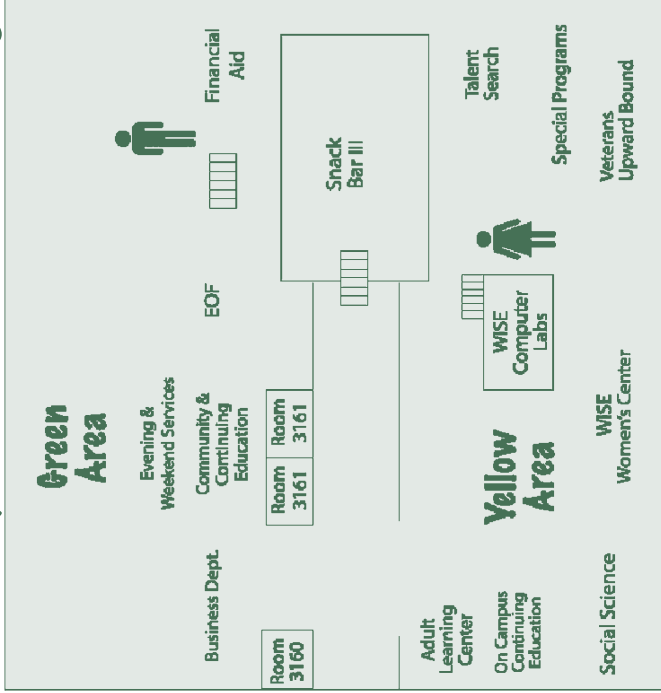 Green
Area
Financial
Aid
EOF
Evening &
Weekend Services
Community &
Continuing
Education
Business Dept.
Room
3160
Room
3161
Room
3161
Snack
Bar III
Talent
Search
Special Programs
Veterans
Upward Bound
WISE
Computer
Labs
WISE
Women's Center
Yellow
Area
Adult
Learning
Center
On Campus
Continuing
Education
Social Science